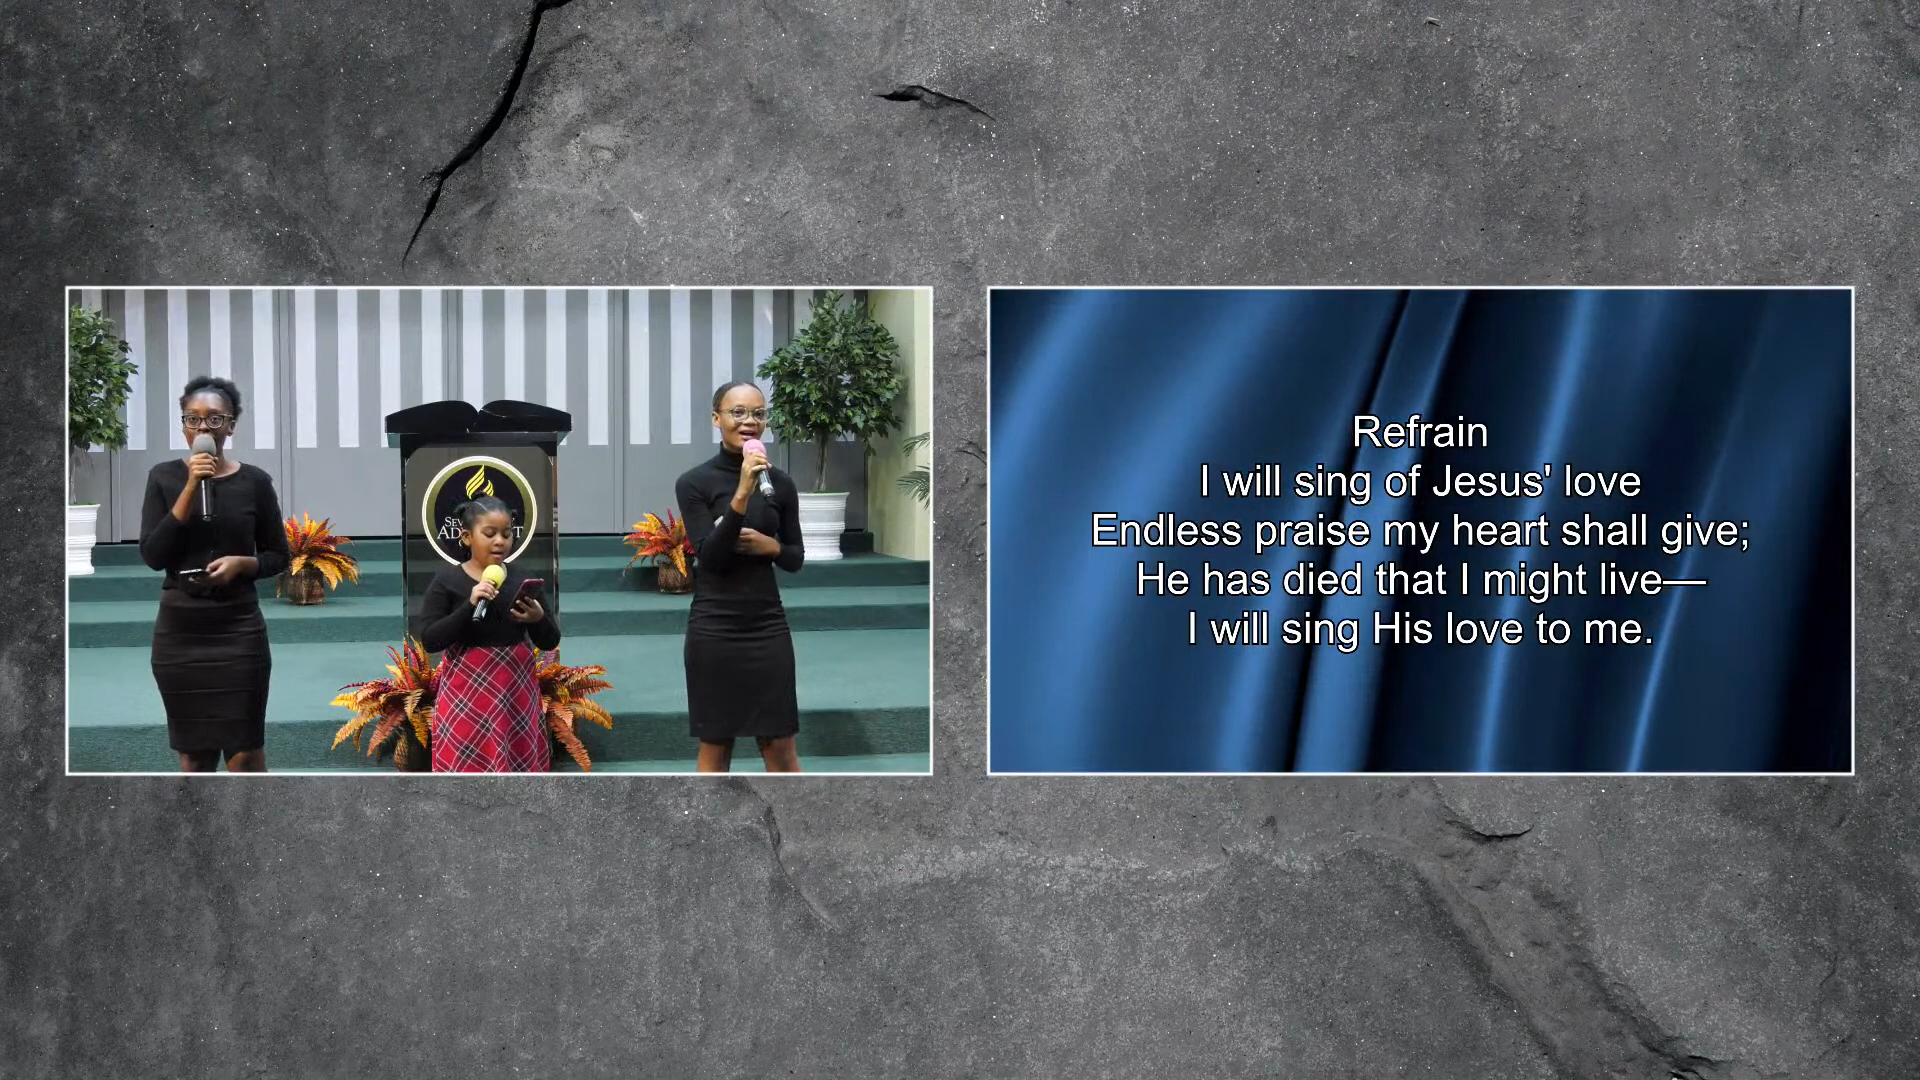 Refrain
I will sing of Jesus' love
Endless praise my heart shall give;
He has died that I might live—
I will sing His love to me.